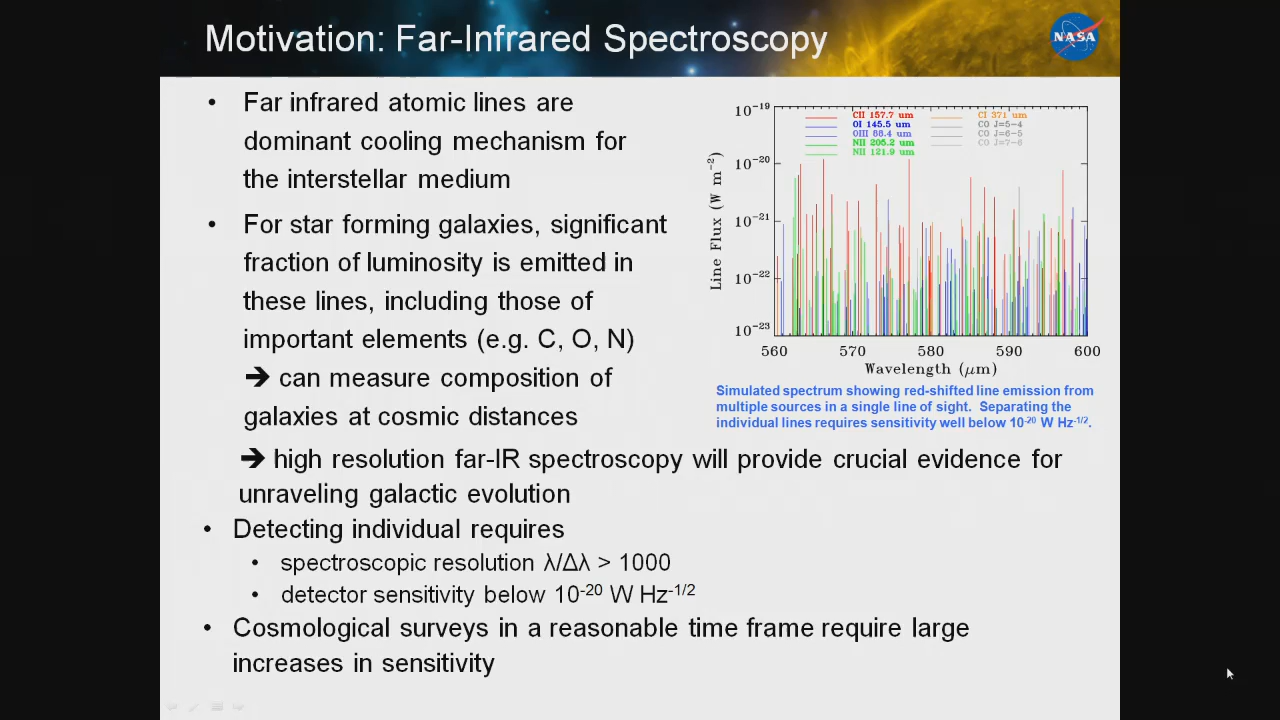 Motivation: Far-Infrared Spectroscopy
NASA
• Far infrared atomic lines are
dominant cooling mechanism for
the interstellar medium
• For star forming galaxies, significant
fraction of luminosity is emitted in
these lines, including those of
important elements (e.g. C, O, N)
➔ can measure composition of
galaxies at cosmic distances
➔ high resolution far-IR spectroscopy will provide crucial evidence for
unraveling galactic evolution
• Detecting individual requires
• spectroscopic resolution λ/Δλ > 1000
• detector sensitivity below 10⁻²⁰ W Hz⁻¹/²
• Cosmological surveys in a reasonable time frame require large
increases in sensitivity
CII 157.7 um
OI 145.5 um
OIII 88.4 um
NII 205.2 um
NII 121.9 um
CI 371 um
CO J=5-4
CO J=6-5
CO J=7-6
10⁻¹⁹
10⁻²⁰
10⁻²¹
10⁻²²
10⁻²³
Line Flux (W m⁻²)
560 570 580 590 600
Wavelength (μm)
Simulated spectrum showing red-shifted line emission from
multiple sources in a single line of sight. Separating the
individual lines requires sensitivity well below 10⁻²⁰ W Hz⁻¹/².